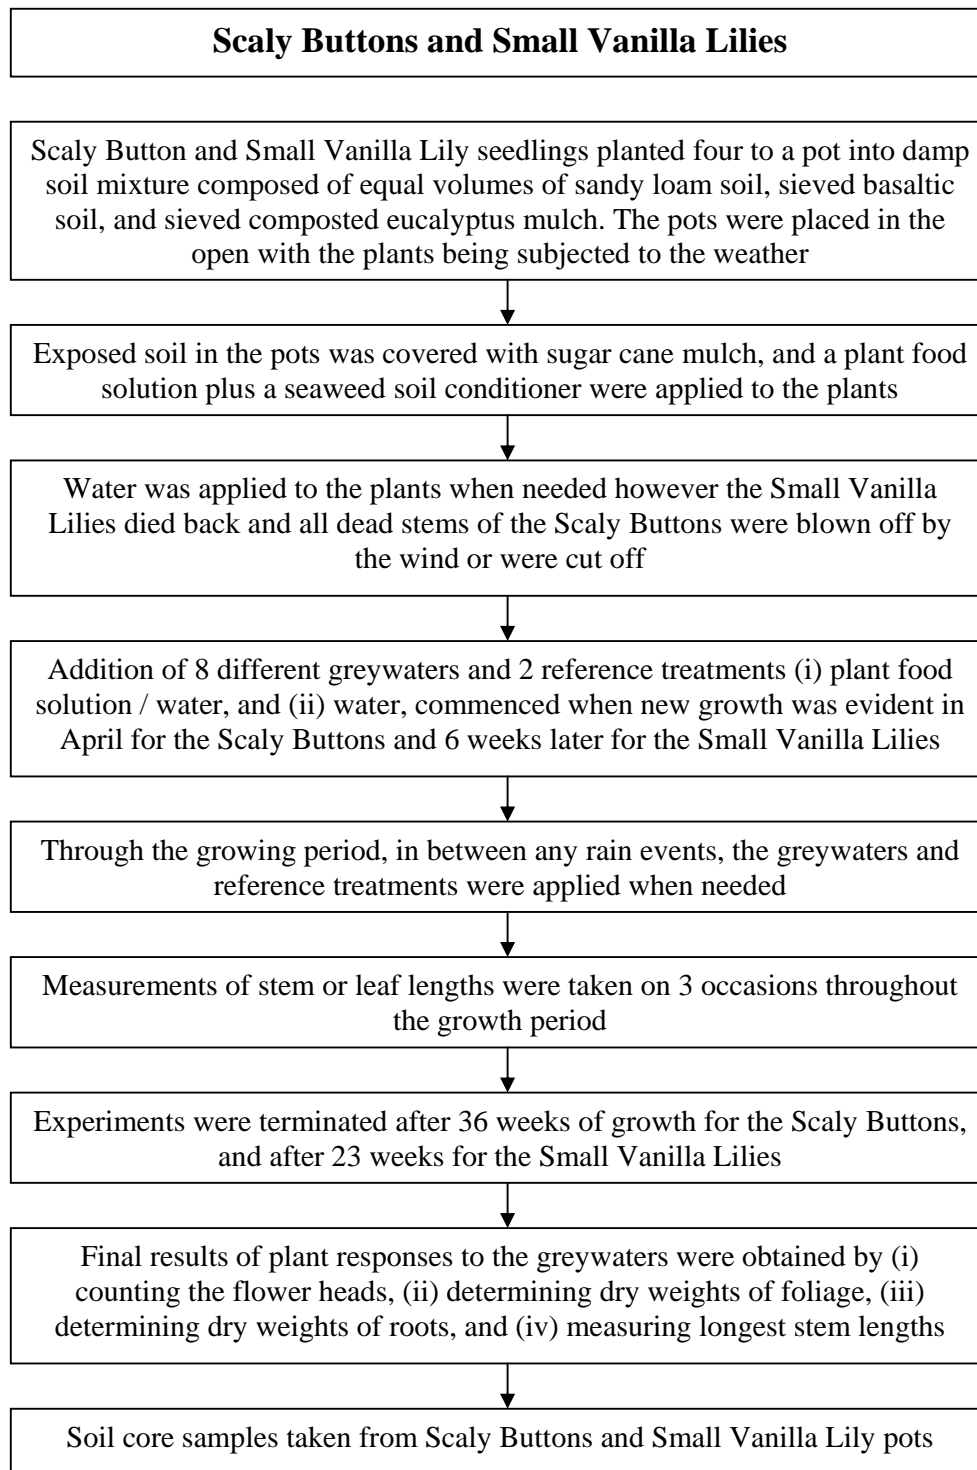 Scaly Buttons and Small Vanilla Lilies
Scaly Button and Small Vanilla Lily seedlings planted four to a pot into damp
soil mixture composed of equal volumes of sandy loam soil, sieved basaltic
soil, and sieved composted eucalyptus mulch. The pots were placed in the
open with the plants being subjected to the weather
Exposed soil in the pots was covered with sugar cane mulch, and a plant food
solution plus a seaweed soil conditioner were applied to the plants
Water was applied to the plants when needed however the Small Vanilla
Lilies died back and all dead stems of the Scaly Buttons were blown off by
the wind or were cut off
Addition of 8 different greywaters and 2 reference treatments (i) plant food
solution / water, and (ii) water, commenced when new growth was evident in
April for the Scaly Buttons and 6 weeks later for the Small Vanilla Lilies
Through the growing period, in between any rain events, the greywaters and
reference treatments were applied when needed
Measurements of stem or leaf lengths were taken on 3 occasions throughout
the growth period
Experiments were terminated after 36 weeks of growth for the Scaly Buttons,
and after 23 weeks for the Small Vanilla Lilies
Final results of plant responses to the greywaters were obtained by (i)
counting the flower heads, (ii) determining dry weights of foliage, (iii)
determining dry weights of roots, and (iv) measuring longest stem lengths
Soil core samples taken from Scaly Buttons and Small Vanilla Lily pots